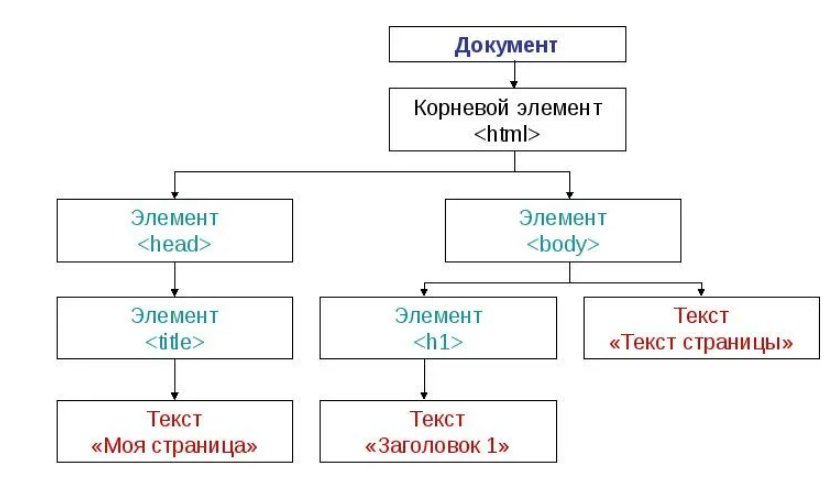 Документ
Корневой элемент
<html>
Элемент
<head>
Элемент
<body>
Элемент
<title>
Элемент
<h1>
Текст
«Текст страницы»
Текст
«Моя страница»
Текст
«Заголовок 1»